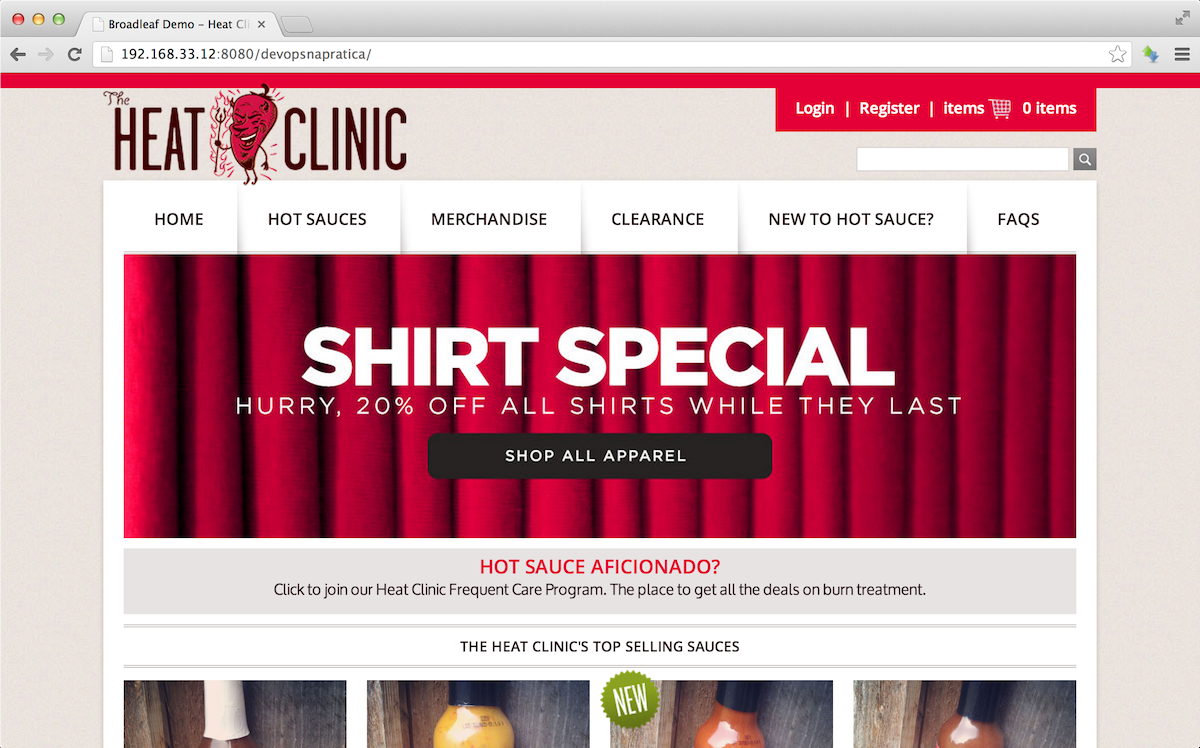 Broadleaf Demo – Heat Cli
192.168.33.12:8080/devopsnapratica/
The
HEAT CLINIC
Login | Register | items 0 items
HOME HOT SAUCES MERCHANDISE CLEARANCE NEW TO HOT SAUCE? FAQS
SHIRT SPECIAL
HURRY, 20% OFF ALL SHIRTS WHILE THEY LAST
SHOP ALL APPAREL
HOT SAUCE AFICIONADO?
Click to join our Heat Clinic Frequent Care Program. The place to get all the deals on burn treatment.
THE HEAT CLINIC'S TOP SELLING SAUCES
NEW